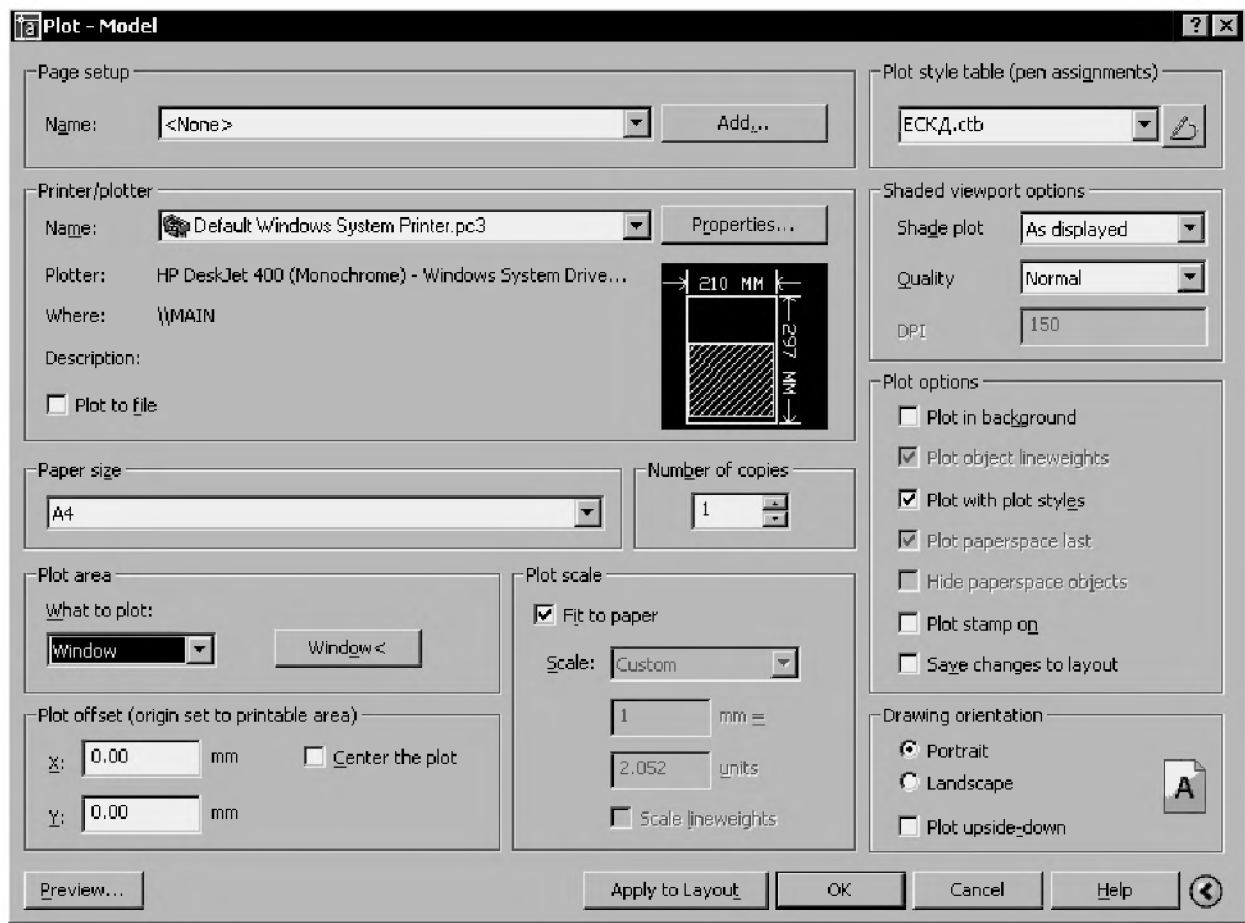 Plot - Model
Page setup
Name:
<None>
Add...
Printer/plotter
Name:
Default Windows System Printer.pc3
Properties...
Plotter:
HP DeskJet 400 (Monochrome) - Windows System Drive...
Where:
\\MAIN
Description:
Plot to file
210 MM
297 MM
Paper size
A4
Number of copies
1
Plot area
What to plot:
Window
Window<
Plot offset (origin set to printable area)
X:
0.00
mm
Center the plot
Y:
0.00
mm
Plot scale
Fit to paper
Scale:
Custom
1
mm =
2.052
units
Scale lineweights
Plot style table (pen assignments)
ЕСКД.ctb
Shaded viewport options
Shade plot
As displayed
Quality
Normal
DPI
150
Plot options
Plot in background
Plot object lineweights
Plot with plot styles
Plot paperspace last
Hide paperspace objects
Plot stamp on
Save changes to layout
Drawing orientation
Portrait
Landscape
A
Plot upside-down
Preview...
Apply to Layout
OK
Cancel
Help